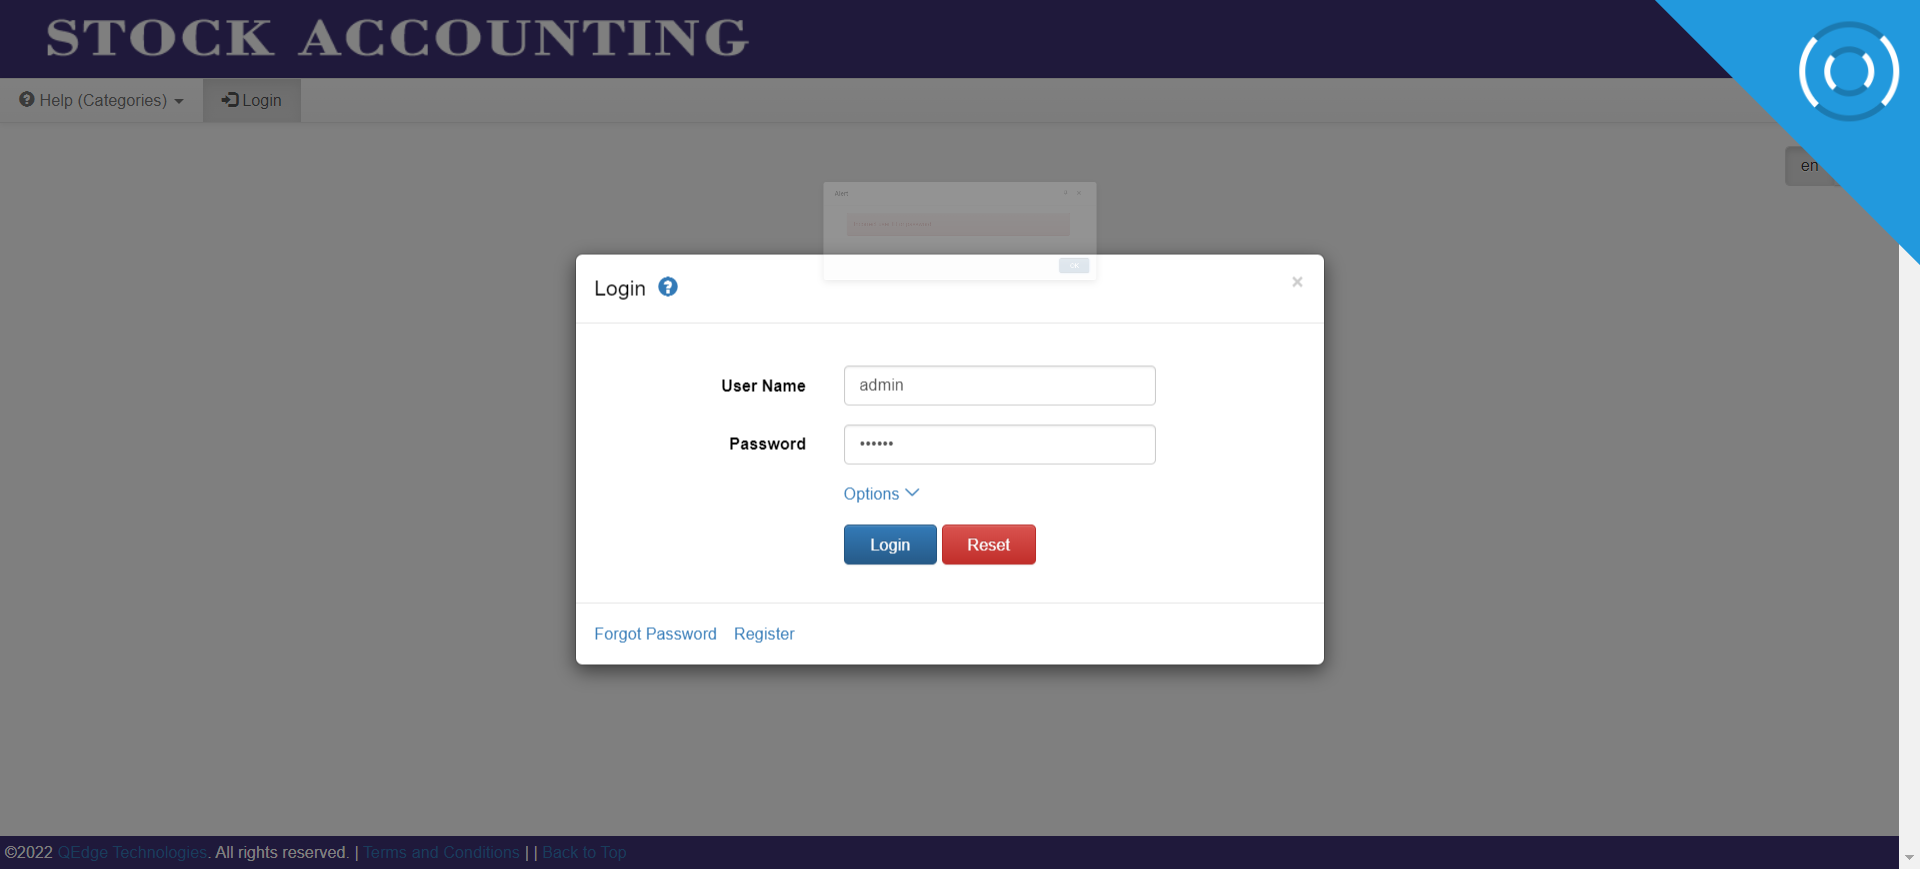 STOCK ACCOUNTING
Help (Categories) Login
en
Alert
Login ?
×
User Name admin
Password ••••••
Options
Login Reset
Forgot Password Register
©2022 QEdge Technologies. All rights reserved. | Terms and Conditions | | Back to Top